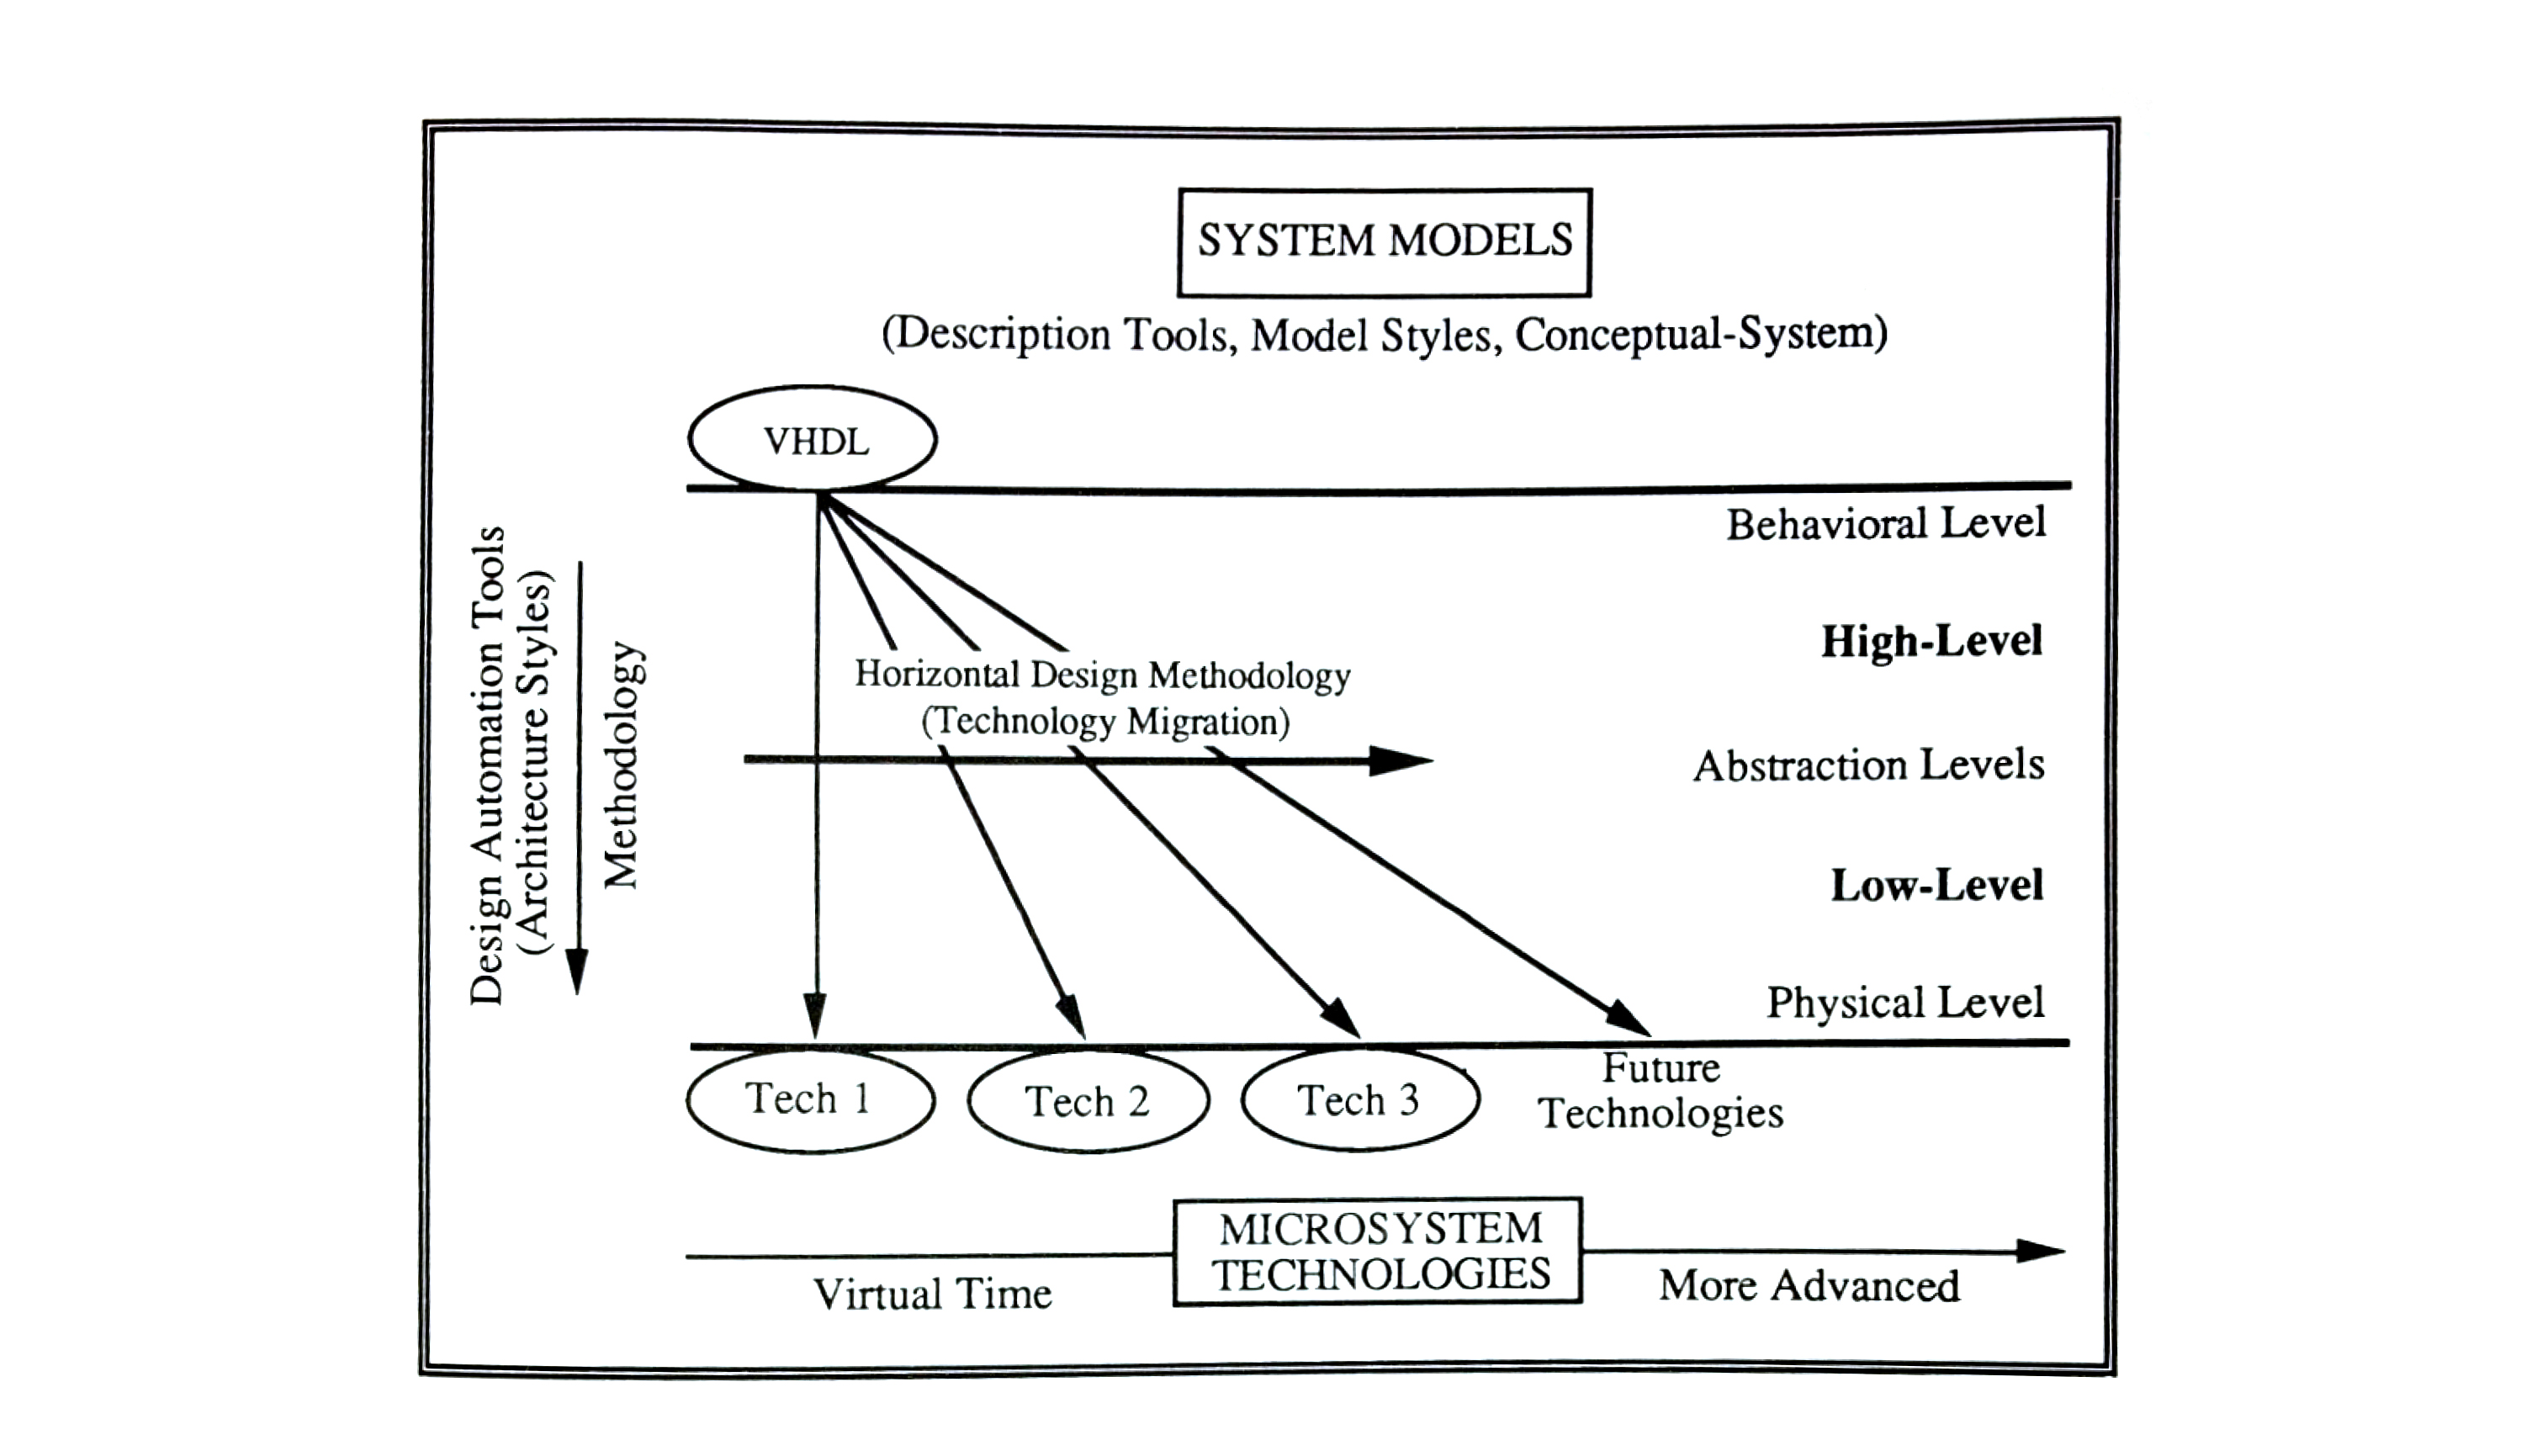 SYSTEM MODELS
(Description Tools, Model Styles, Conceptual-System)
VHDL
Behavioral Level
High-Level
Horizontal Design Methodology
(Technology Migration)
Abstraction Levels
Low-Level
Physical Level
Design Automation Tools
(Architecture Styles)
Methodology
Tech 1
Tech 2
Tech 3
Future
Technologies
MICROSYSTEM
TECHNOLOGIES
Virtual Time
More Advanced